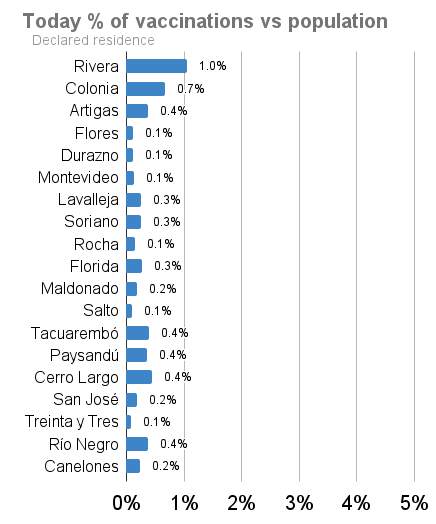 Today % of vaccinations vs population
Declared residence
Rivera 1.0%
Colonia 0.7%
Artigas 0.4%
Flores 0.1%
Durazno 0.1%
Montevideo 0.1%
Lavalleja 0.3%
Soriano 0.3%
Rocha 0.1%
Florida 0.3%
Maldonado 0.2%
Salto 0.1%
Tacuarembó 0.4%
Paysandú 0.4%
Cerro Largo 0.4%
San José 0.2%
Treinta y Tres 0.1%
Río Negro 0.4%
Canelones 0.2%
0% 1% 2% 3% 4% 5%